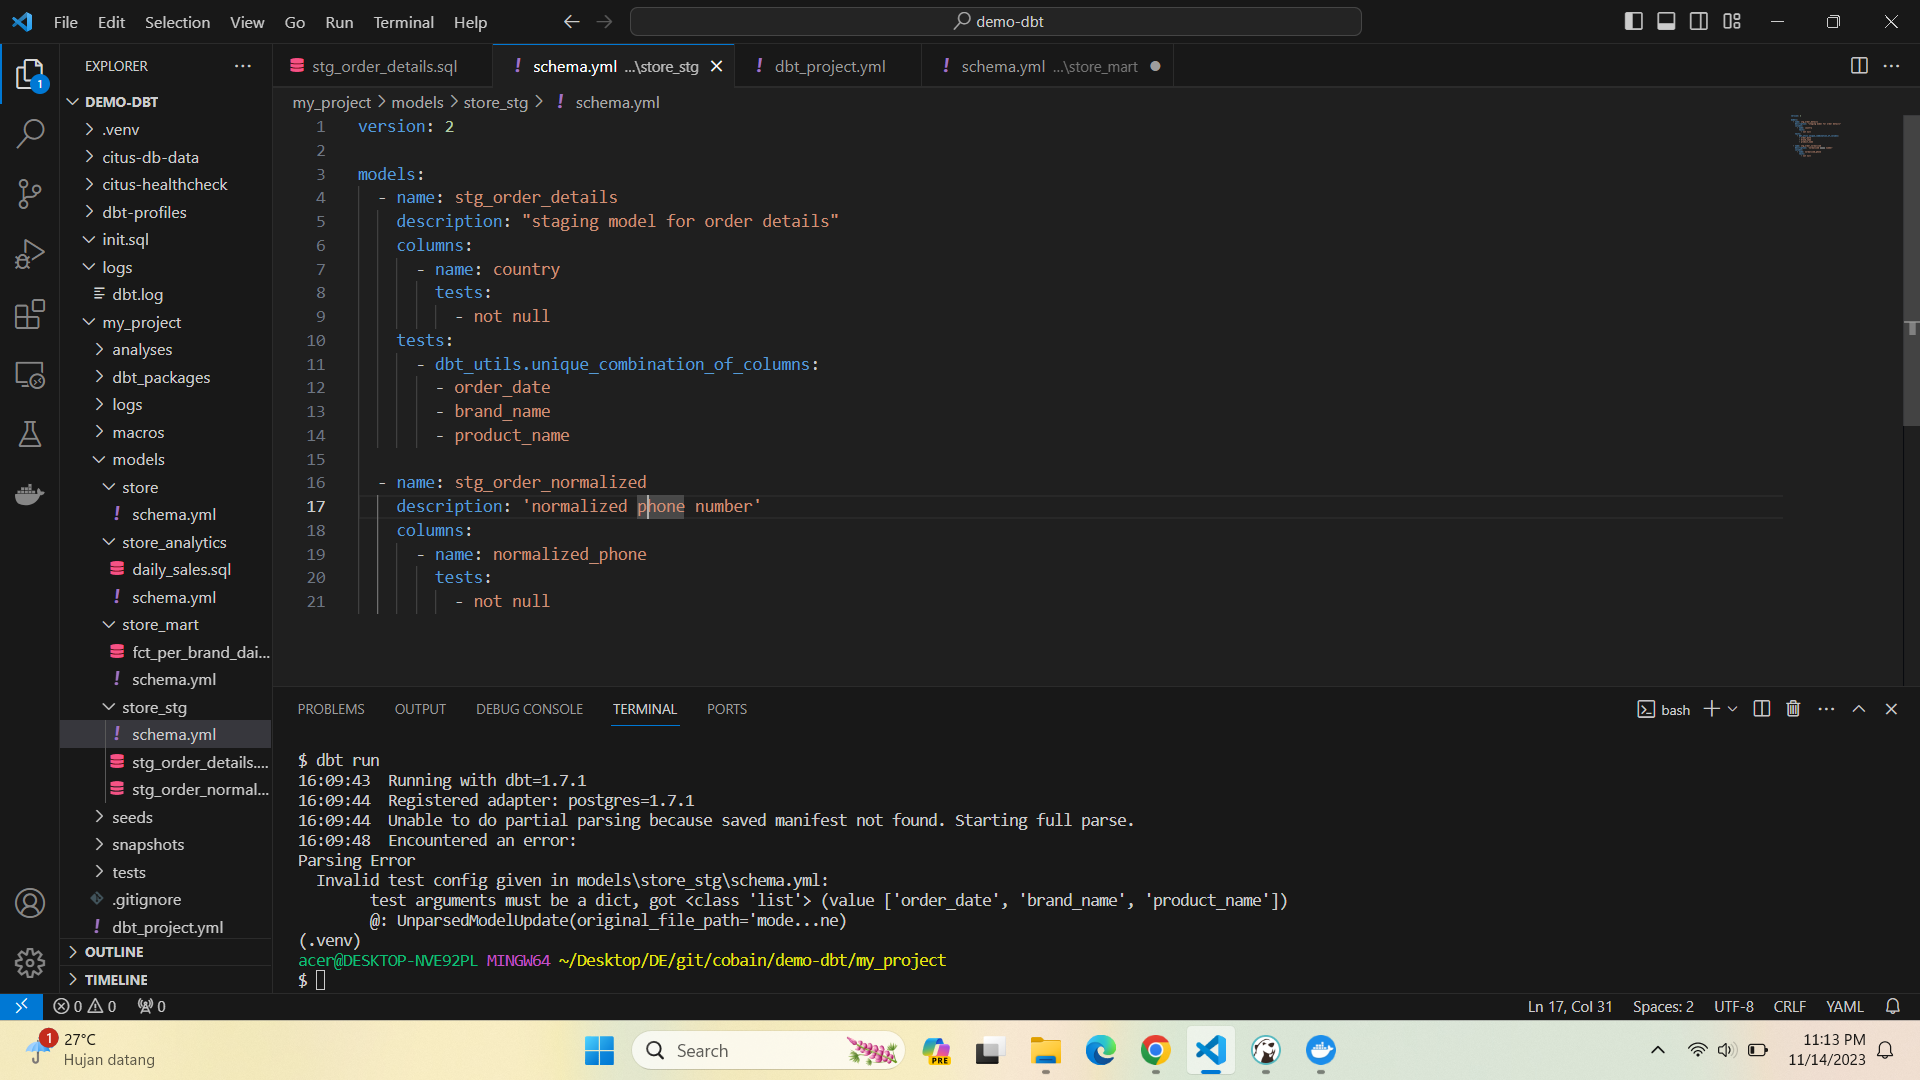 File Edit Selection View Go Run Terminal Help
demo-dbt
EXPLORER
DEMO-DBT
.venv
citus-db-data
citus-healthcheck
dbt-profiles
init.sql
logs
dbt.log
my_project
analyses
dbt_packages
logs
macros
models
store
schema.yml
store_analytics
daily_sales.sql
schema.yml
store_mart
fct_per_brand_dai...
schema.yml
store_stg
schema.yml
stg_order_details....
stg_order_normal...
seeds
snapshots
tests
.gitignore
dbt_project.yml
OUTLINE
TIMELINE
stg_order_details.sql
schema.yml ...\store_stg
dbt_project.yml
schema.yml ...\store_mart
my_project > models > store_stg > ! schema.yml
1 version: 2
2
3 models:
4 - name: stg_order_details
5 description: "staging model for order details"
6 columns:
7 - name: country
8 tests:
9 - not null
10 tests:
11 - dbt_utils.unique_combination_of_columns:
12 - order_date
13 - brand_name
14 - product_name
15
16 - name: stg_order_normalized
17 description: 'normalized phone number'
18 columns:
19 - name: normalized_phone
20 tests:
21 - not null
PROBLEMS OUTPUT DEBUG CONSOLE TERMINAL PORTS
bash
$ dbt run
16:09:43 Running with dbt=1.7.1
16:09:44 Registered adapter: postgres=1.7.1
16:09:44 Unable to do partial parsing because saved manifest not found. Starting full parse.
16:09:48 Encountered an error:
Parsing Error
Invalid test config given in models\store_stg\schema.yml:
test arguments must be a dict, got <class 'list'> (value ['order_date', 'brand_name', 'product_name'])
@: UnparsedModelUpdate(original_file_path='mode...ne)
(.venv)
acer@DESKTOP-NVE92PL MINGW64 ~/Desktop/DE/git/cobain/demo-dbt/my_project
$
0 0 0
Ln 17, Col 31 Spaces: 2 UTF-8 CRLF YAML
1
27°C
Hujan datang
Search
PRE
11:13 PM
11/14/2023